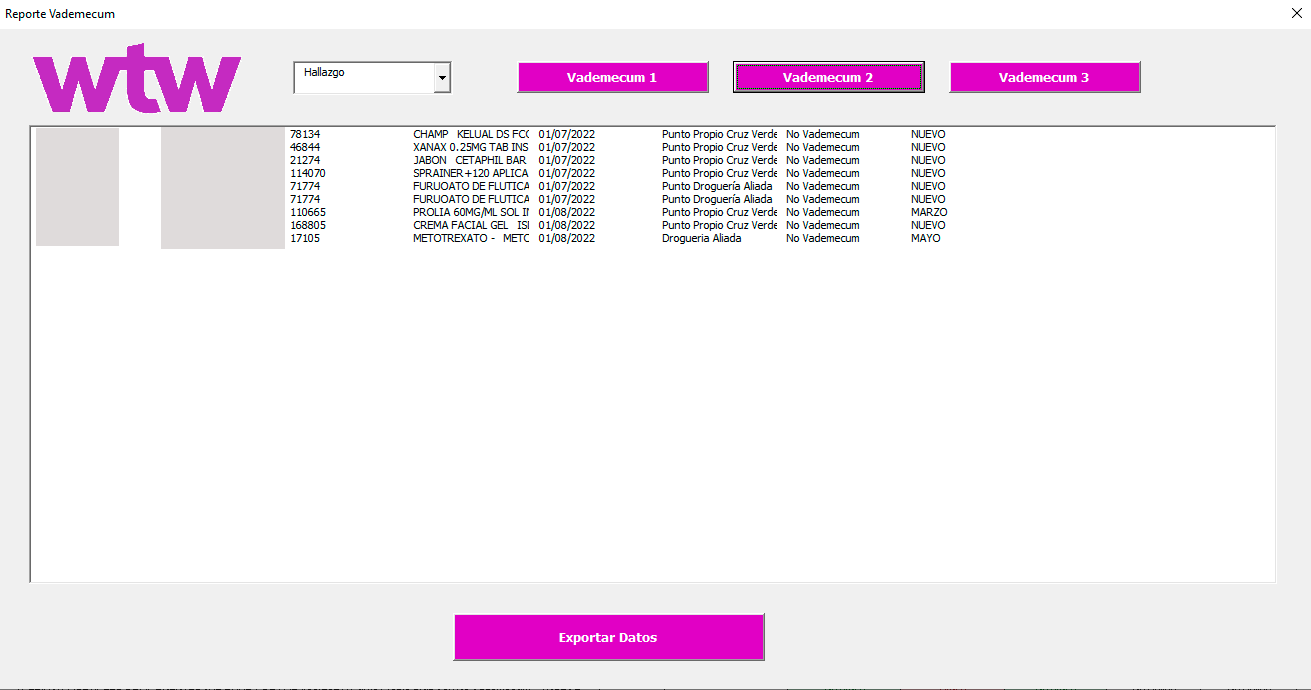 Reporte Vademecum
wtw
Hallazgo
Vademecum 1
Vademecum 2
Vademecum 3
78134 CHAMP KELUAL DS FCO 01/07/2022 Punto Propio Cruz Verde No Vademecum NUEVO
46844 XANAX 0.25MG TAB INS 01/07/2022 Punto Propio Cruz Verde No Vademecum NUEVO
21274 JABON CETAPHIL BAR 01/07/2022 Punto Propio Cruz Verde No Vademecum NUEVO
114070 SPRAINER+120 APLICA 01/07/2022 Punto Propio Cruz Verde No Vademecum NUEVO
71774 FURUOATO DE FLUTICA 01/07/2022 Punto Droguería Aliada No Vademecum NUEVO
71774 FURUOATO DE FLUTICA 01/07/2022 Punto Droguería Aliada No Vademecum NUEVO
110665 PROLIA 60MG/ML SOL 01/08/2022 Punto Propio Cruz Verde No Vademecum MARZO
168805 CREMA FACIAL GEL 01/08/2022 Punto Propio Cruz Verde No Vademecum NUEVO
17105 METOTREXATO - METO 01/08/2022 Drogueria Aliada No Vademecum MAYO
Exportar Datos